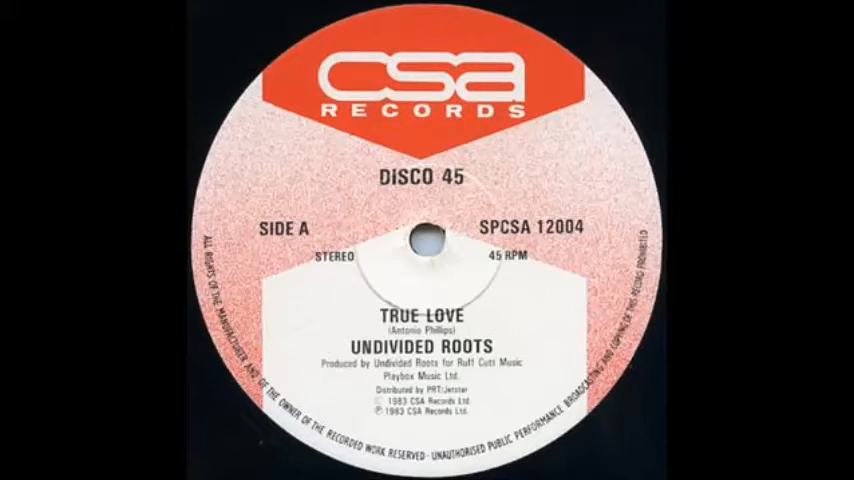 csa
RECORDS
DISCO 45
SIDE A
SPCSA 12004
STEREO
45 RPM
TRUE LOVE
(Antonio Phillips)
UNDIVIDED ROOTS
Produced by Undivided Roots for Ruff Cutt Music
Playbox Music Ltd.
Distributed by PRT/Jetstar
© 1983 CSA Records Ltd.
℗ 1983 CSA Records Ltd.
ALL RIGHTS OF THE MANUFACTURER AND OF THE OWNER OF THE RECORDED WORK RESERVED · UNAUTHORISED PUBLIC PERFORMANCE BROADCASTING AND COPYING OF THIS RECORD PROHIBITED